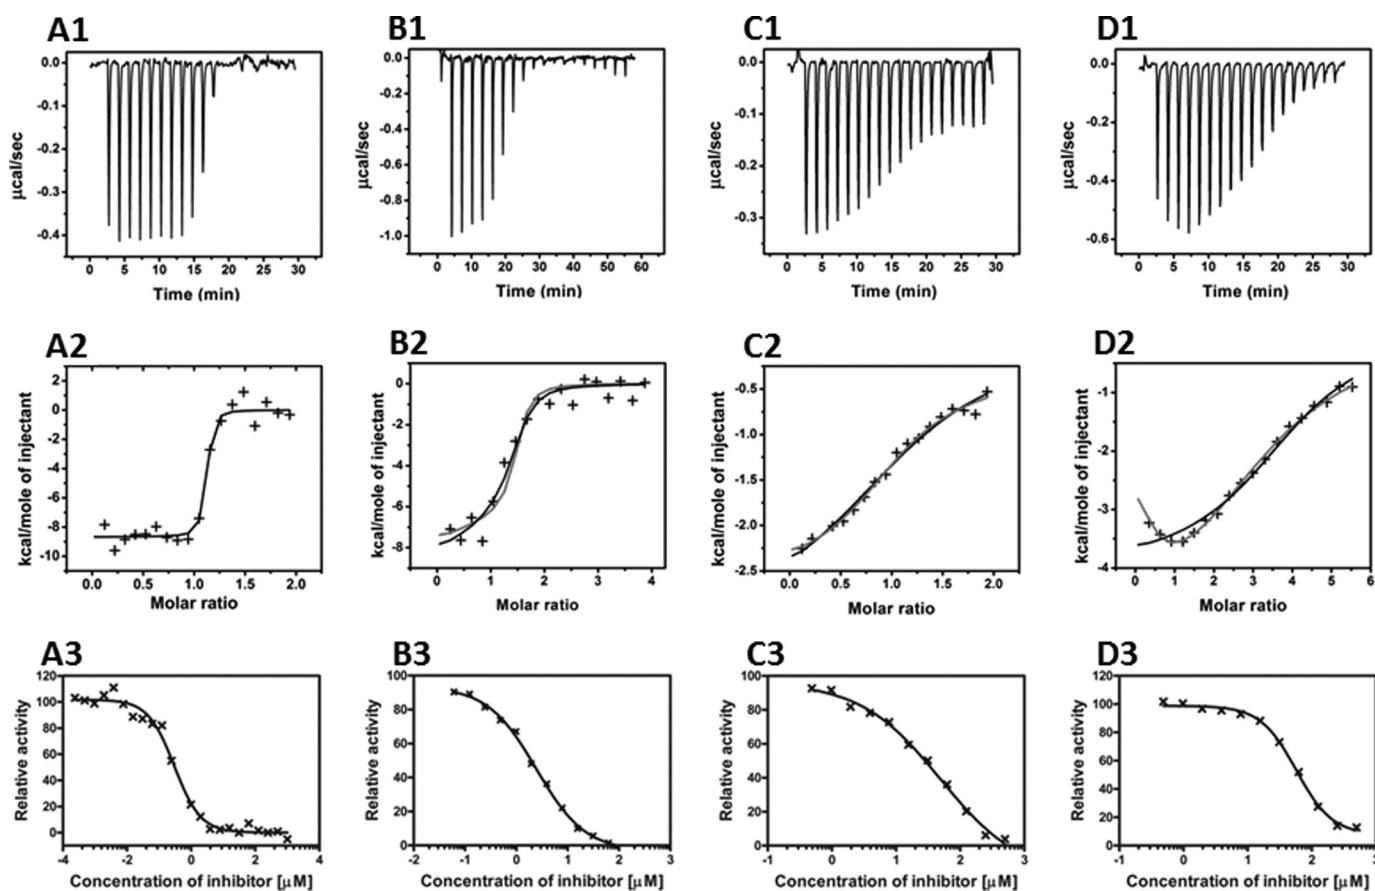 A1 B1 C1 D1
0.0 -0.1 -0.2 -0.3 -0.4
µcal/sec
0 5 10 15 20 25 30
Time (min)
0.0 -0.2 -0.4 -0.6 -0.8 -1.0
µcal/sec
0 10 20 30 40 50 60
Time (min)
0.0 -0.1 -0.2 -0.3
µcal/sec
0 5 10 15 20 25 30
Time (min)
0.0 -0.2 -0.4 -0.6
µcal/sec
0 5 10 15 20 25 30
Time (min)
A2 B2 C2 D2
2 0 -2 -4 -6 -8 -10
kcal/mole of injectant
0.0 0.5 1.0 1.5 2.0
Molar ratio
0 -2 -4 -6 -8
kcal/mole of injectant
0 1 2 3 4
Molar ratio
-0.5 -1.0 -1.5 -2.0 -2.5
kcal/mole of injectant
0.0 0.5 1.0 1.5 2.0
Molar ratio
-1 -2 -3 -4
kcal/mole of injectant
0 1 2 3 4 5 6
Molar ratio
A3 B3 C3 D3
120 100 80 60 40 20 0
Relative activity
-4 -2 0 2 4
Concentration of inhibitor [µM]
100 80 60 40 20 0
Relative activity
-2 -1 0 1 2 3
Concentration of inhibitor [µM]
100 80 60 40 20 0
Relative activity
-1 0 1 2 3
Concentration of inhibitor [µM]
120 100 80 60 40 20 0
Relative activity
-1 0 1 2 3
Concentration of inhibitor [µM]